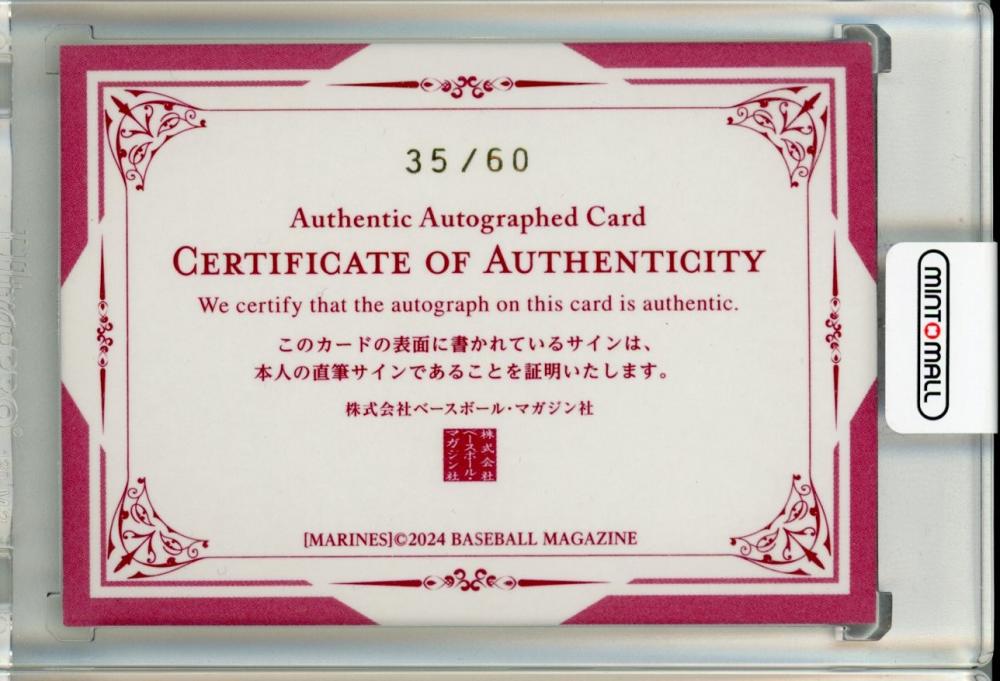 35/60
Authentic Autographed Card
CERTIFICATE OF AUTHENTICITY
We certify that the autograph on this card is authentic.
このカードの表面に書かれているサインは、
本人の直筆サインであることを証明いたします。
株式会社ベースボール・マガジン社
株式会社
ベースボール・
マガジン社
[MARINES]©2024 BASEBALL MAGAZINE
MINTOMALL